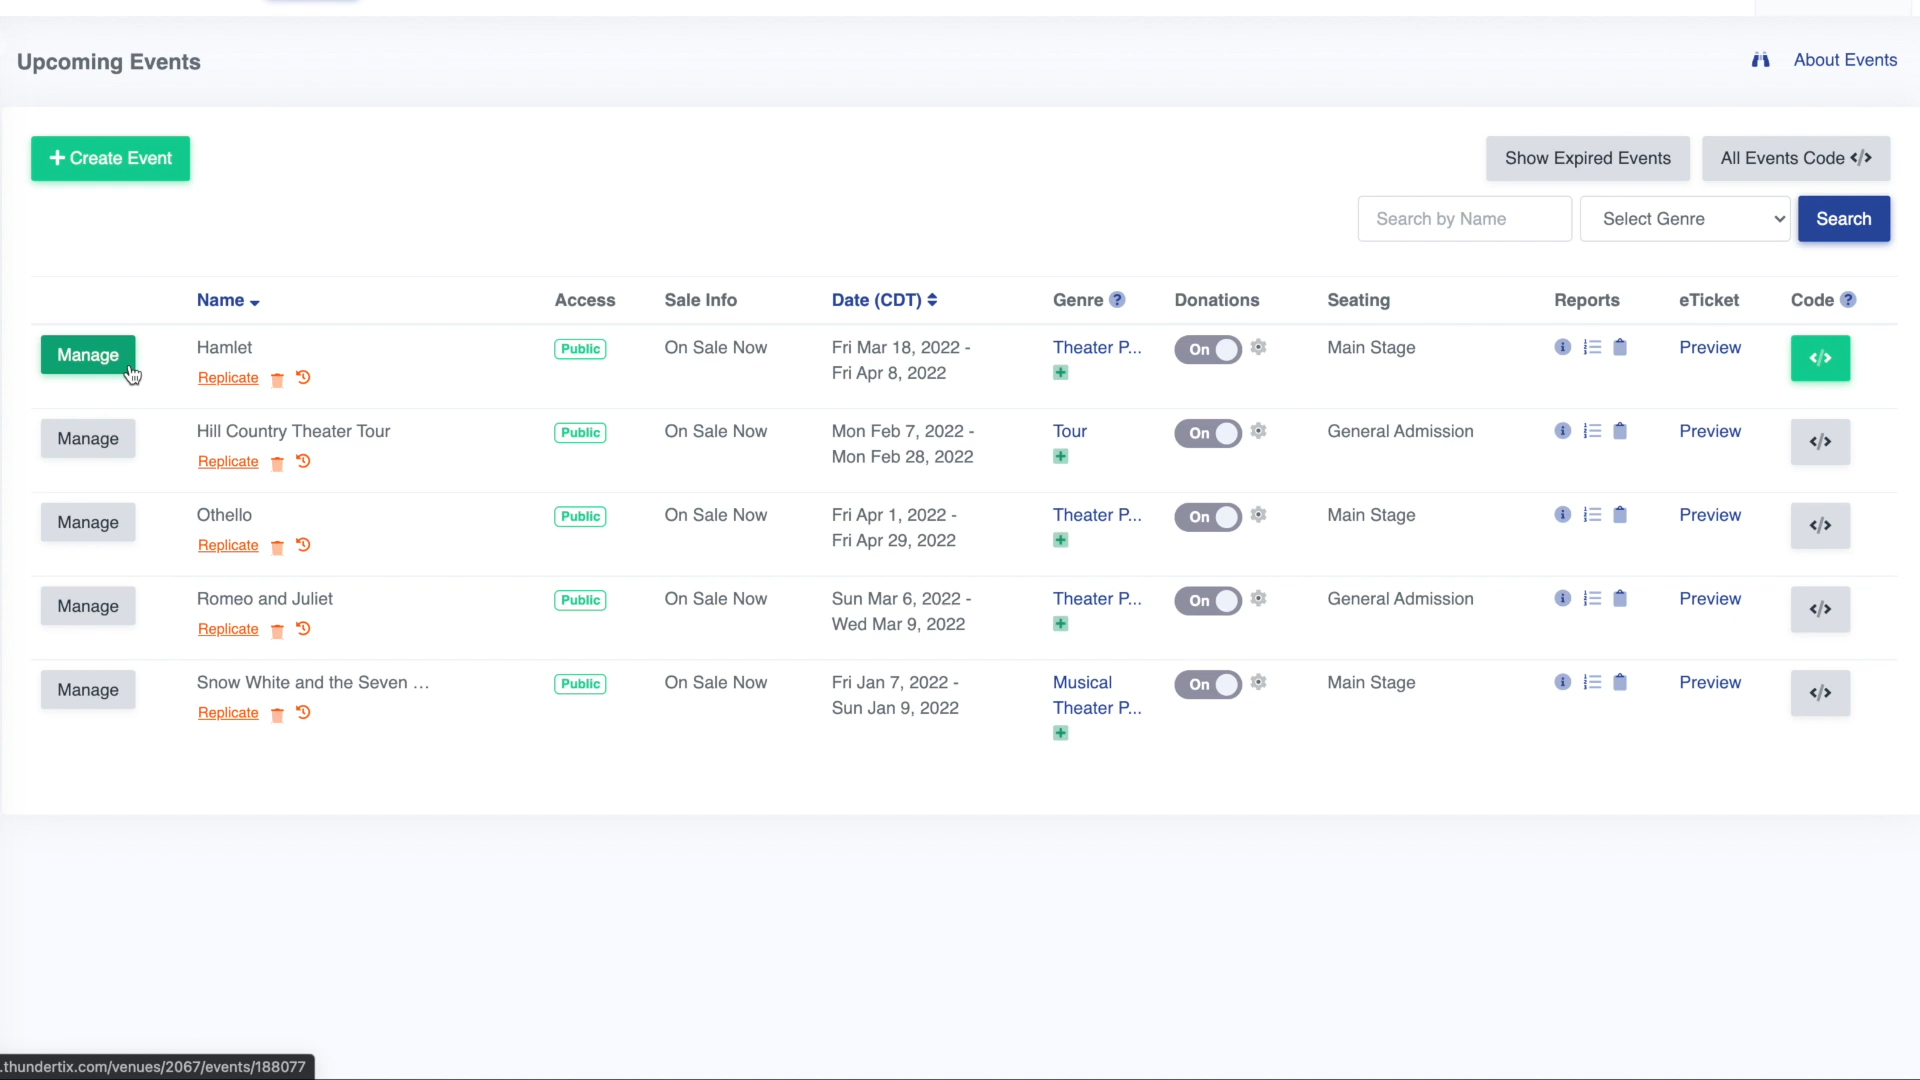 Upcoming Events
About Events
+ Create Event
Show Expired Events
All Events Code </>
Search by Name
Select Genre
Search
Name
Access
Sale Info
Date (CDT)
Genre ?
Donations
Seating
Reports
eTicket
Code ?
Manage
Hamlet
Replicate
Public
On Sale Now
Fri Mar 18, 2022 -
Fri Apr 8, 2022
Theater P...
On
Main Stage
Preview
</>
Manage
Hill Country Theater Tour
Replicate
Public
On Sale Now
Mon Feb 7, 2022 -
Mon Feb 28, 2022
Tour
On
General Admission
Preview
</>
Manage
Othello
Replicate
Public
On Sale Now
Fri Apr 1, 2022 -
Fri Apr 29, 2022
Theater P...
On
Main Stage
Preview
</>
Manage
Romeo and Juliet
Replicate
Public
On Sale Now
Sun Mar 6, 2022 -
Wed Mar 9, 2022
Theater P...
On
General Admission
Preview
</>
Manage
Snow White and the Seven ...
Replicate
Public
On Sale Now
Fri Jan 7, 2022 -
Sun Jan 9, 2022
Musical
Theater P...
On
Main Stage
Preview
</>
.thundertix.com/venues/2067/events/188077